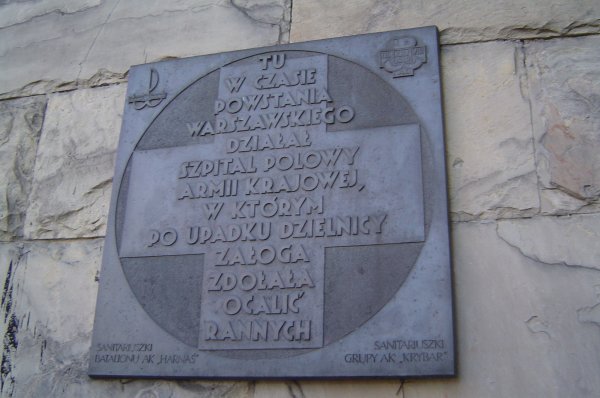 TU
W CZASIE
POWSTANIA
WARSZAWSKIEGO
DZIAŁAŁ
SZPITAL POLOWY
ARMII KRAJOWEJ,
W KTÓRYM
PO UPADKU DZIELNICY
ZAŁOGA
ZDOŁAŁA
OCALIĆ
RANNYCH
SANITARIUSZKI
BATALIONU AK "HARNAŚ"
SANITARIUSZKI
GRUPY AK "KRYBAR"